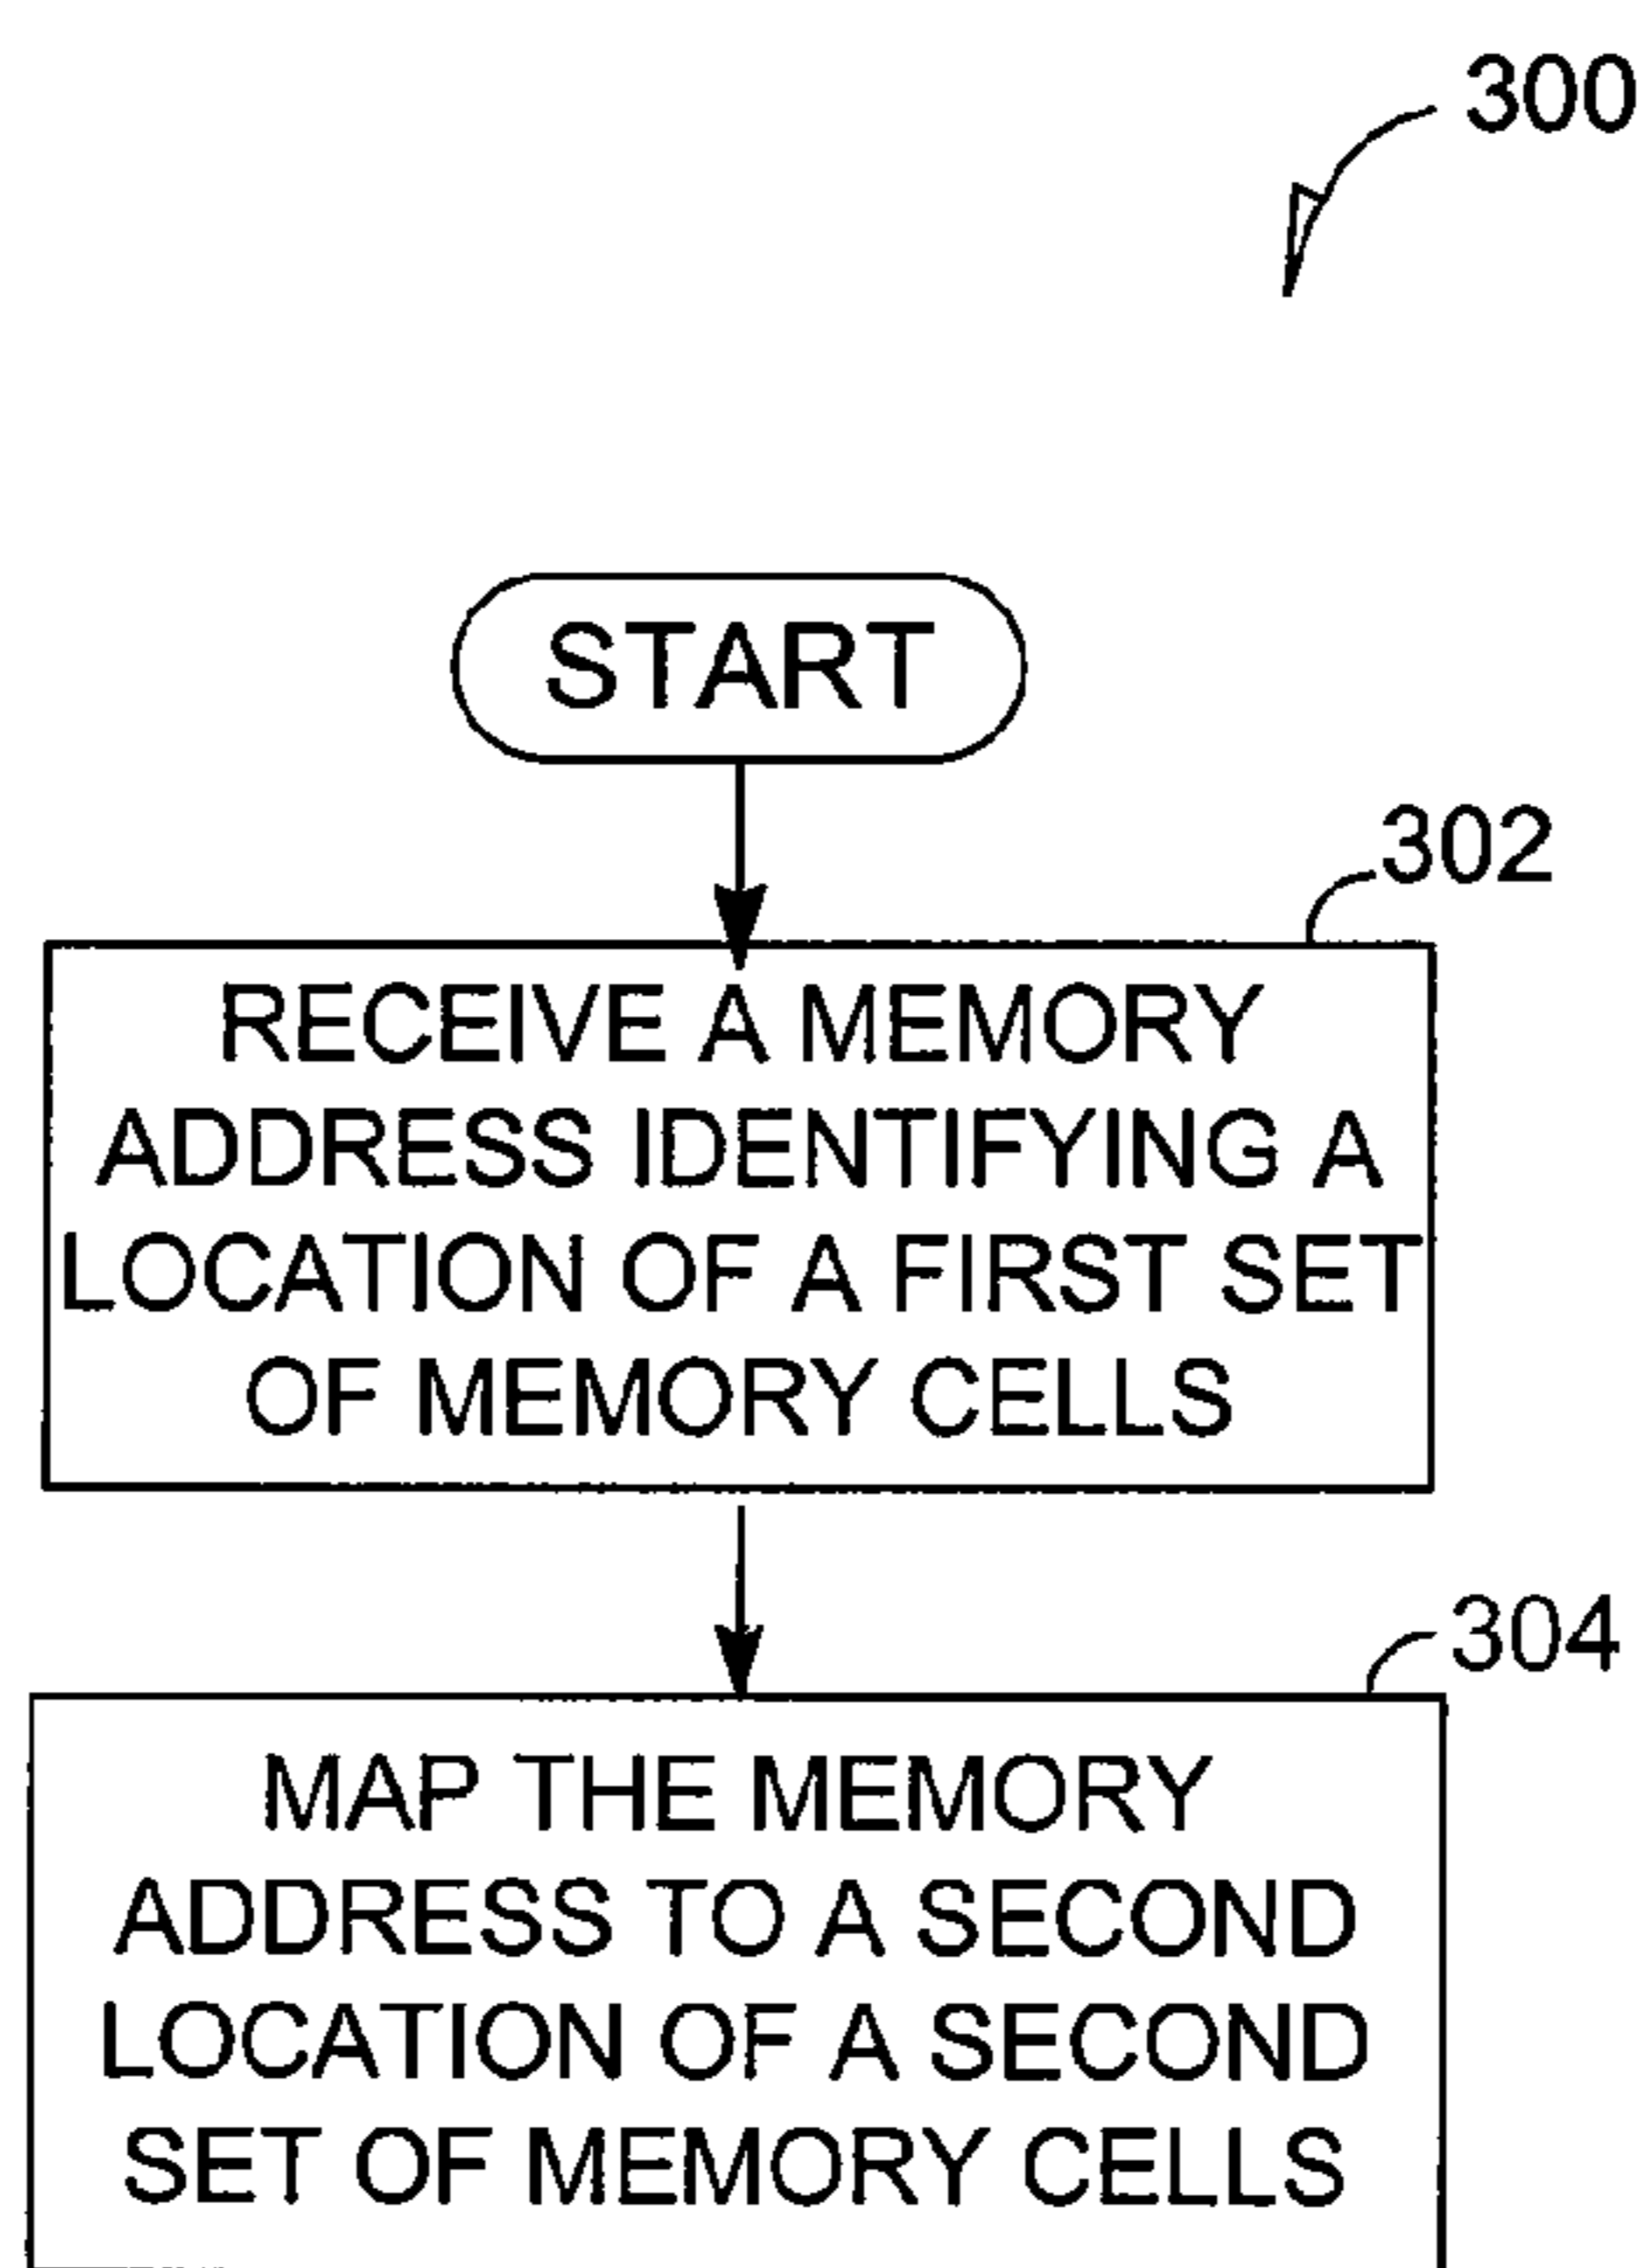 300
START
302
RECEIVE A MEMORY
ADDRESS IDENTIFYING A
LOCATION OF A FIRST SET
OF MEMORY CELLS
304
MAP THE MEMORY
ADDRESS TO A SECOND
LOCATION OF A SECOND
SET OF MEMORY CELLS